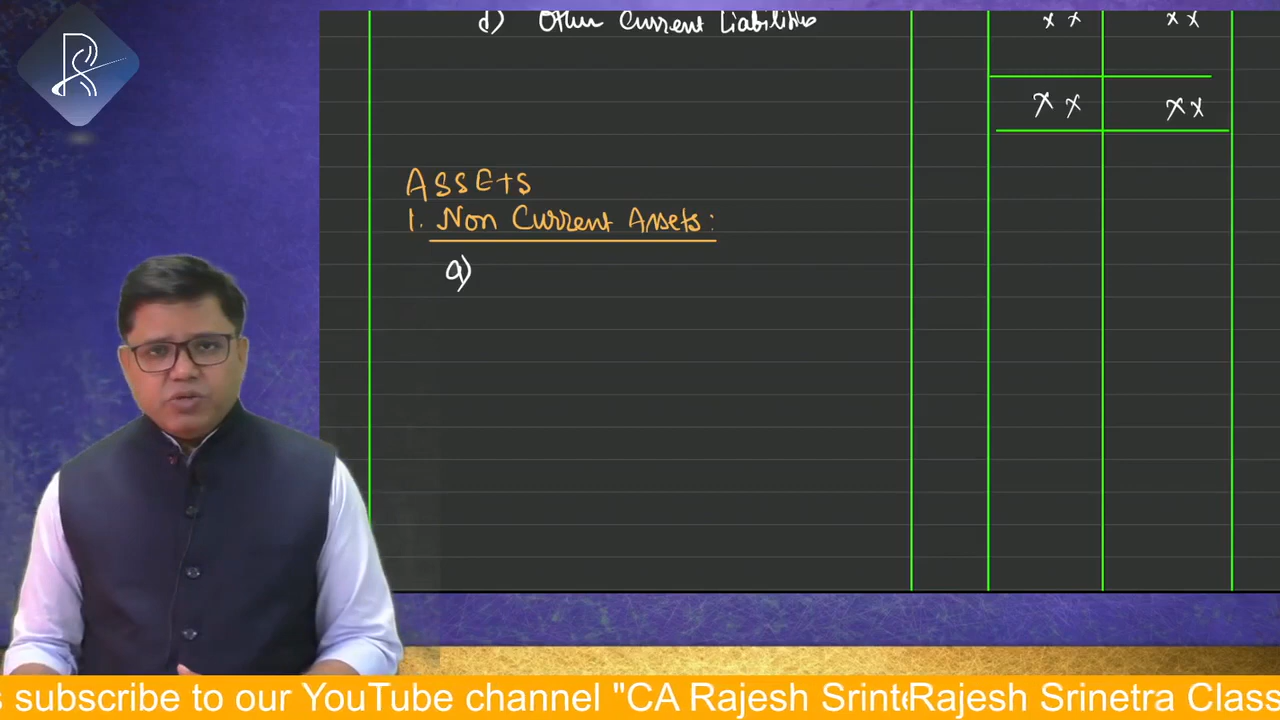 d) Other Current Liabilities x x x x
x x x x
ASSETS
1. Non Current Assets:
a)
RS
s subscribe to our YouTube channel "CA Rajesh Srint
Rajesh Srinetra Class